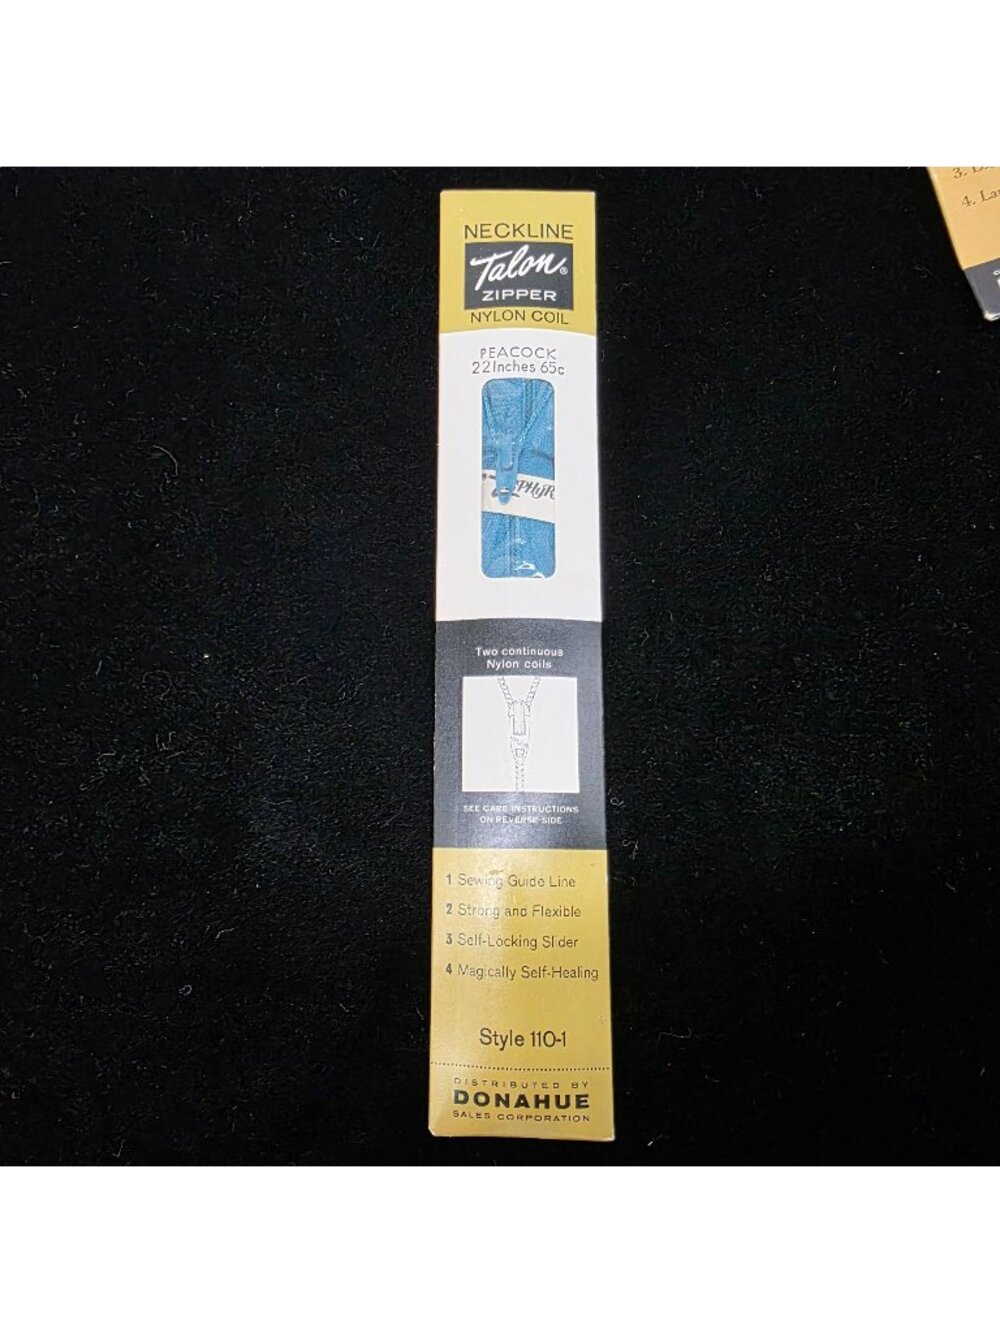 NECKLINE
Talon®
ZIPPER
NYLON COIL
PEACOCK
22 Inches 65c
Two continuous
Nylon coils
SEE CARE INSTRUCTIONS
ON REVERSE SIDE
1 Sewing Guide Line
2 Strong and Flexible
3 Self-Locking Slider
4 Magically Self-Healing
Style 110-1
DISTRIBUTED BY
DONAHUE
SALES CORPORATION
3.
4.